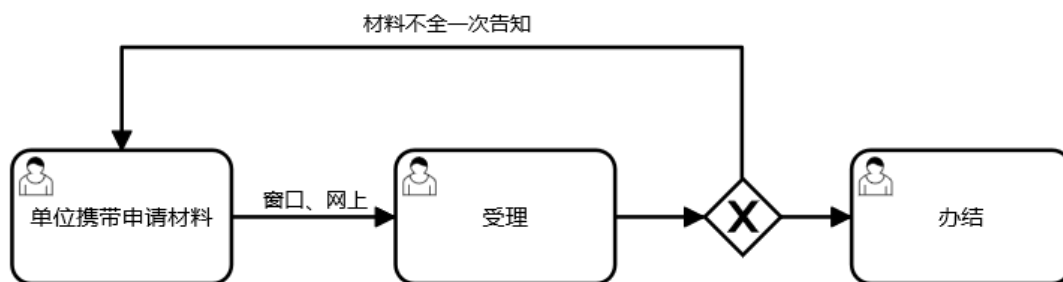 材料不全一次告知
单位携带申请材料
窗口、网上
受理
X
办结